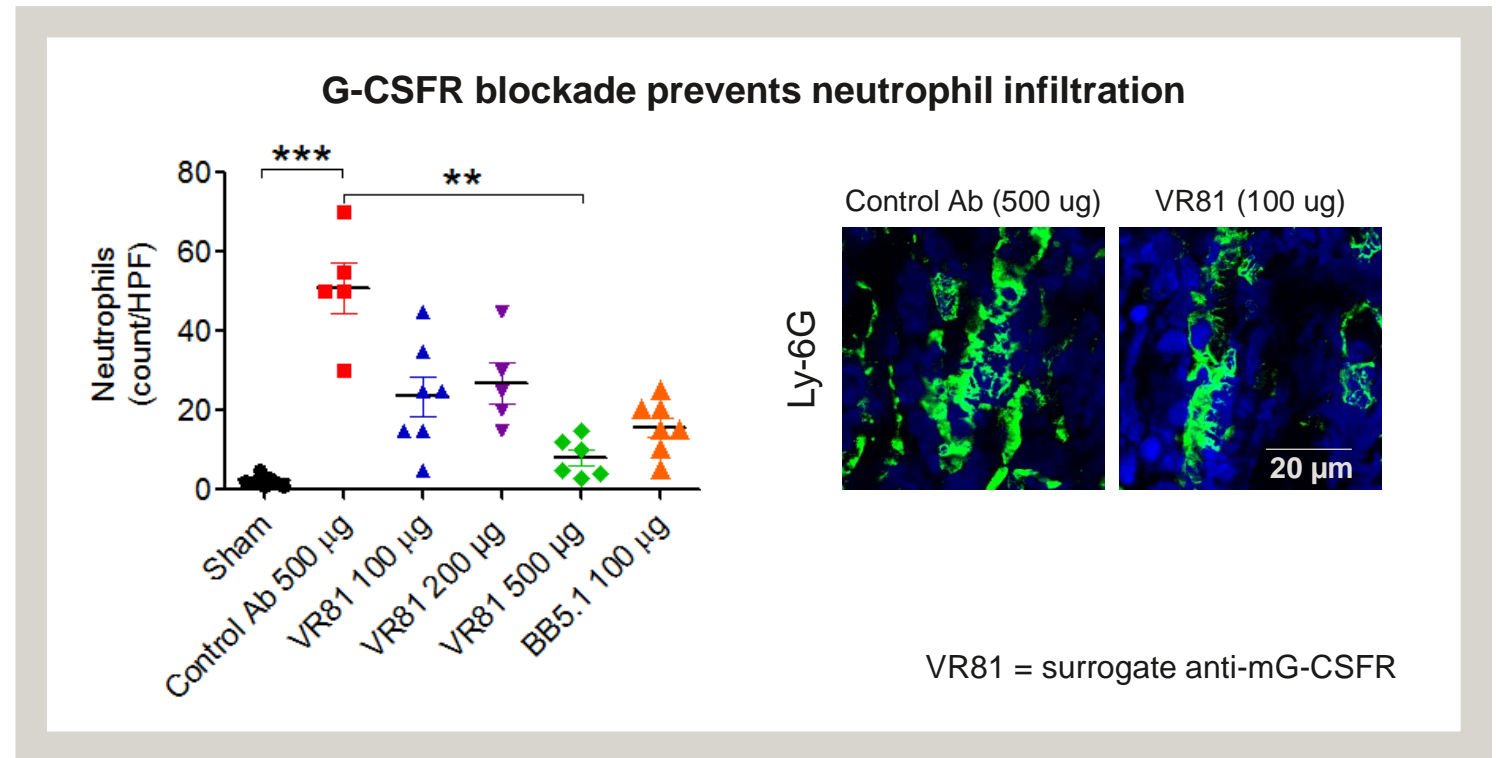 G-CSFR blockade prevents neutrophil infiltration
***
**
80
60
40
20
0
Neutrophils
(count/HPF)
Sham
Control Ab 500 μg
VR81 100 μg
VR81 200 μg
VR81 500 μg
BB5.1 100 μg
Control Ab (500 ug)
VR81 (100 ug)
Ly-6G
20 μm
VR81 = surrogate anti-mG-CSFR